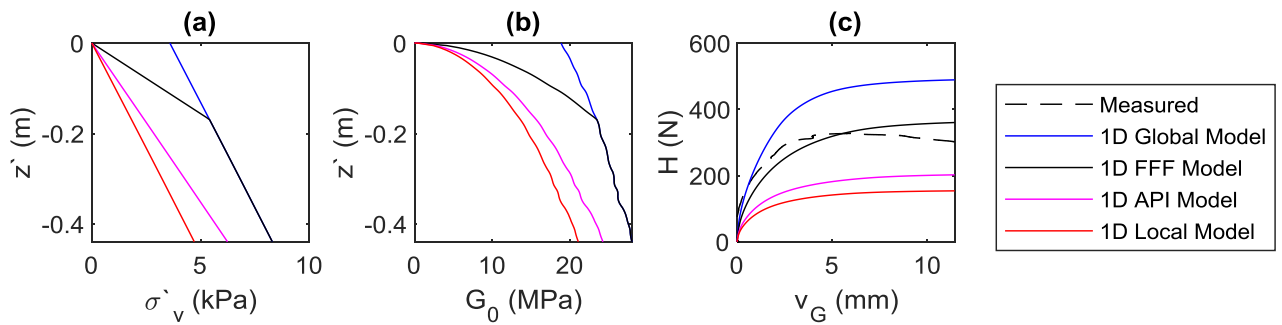 (a)
0
-0.2
-0.4
z` (m)
0
5
10
σ`v (kPa)
(b)
0
-0.2
-0.4
z` (m)
0
10
20
G0 (MPa)
(c)
600
400
200
0
H (N)
0
5
10
vG (mm)
Measured
1D Global Model
1D FFF Model
1D API Model
1D Local Model